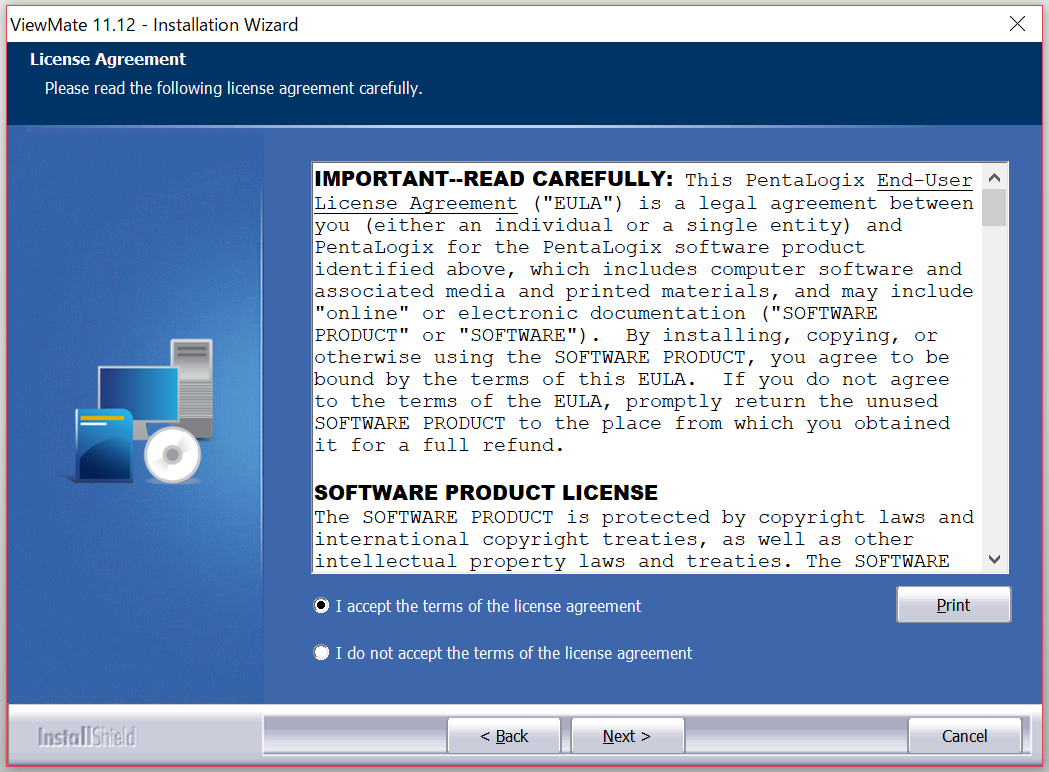 ViewMate 11.12 - Installation Wizard
License Agreement
Please read the following license agreement carefully.
IMPORTANT--READ CAREFULLY: This PentaLogix End-User
License Agreement ("EULA") is a legal agreement between
you (either an individual or a single entity) and
PentaLogix for the PentaLogix software product
identified above, which includes computer software and
associated media and printed materials, and may include
"online" or electronic documentation ("SOFTWARE
PRODUCT" or "SOFTWARE").  By installing, copying, or
otherwise using the SOFTWARE PRODUCT, you agree to be
bound by the terms of this EULA.  If you do not agree
to the terms of the EULA, promptly return the unused
SOFTWARE PRODUCT to the place from which you obtained
it for a full refund.
SOFTWARE PRODUCT LICENSE
The SOFTWARE PRODUCT is protected by copyright laws and
international copyright treaties, as well as other
intellectual property laws and treaties. The SOFTWARE
I accept the terms of the license agreement
Print
I do not accept the terms of the license agreement
InstallShield
< Back
Next >
Cancel